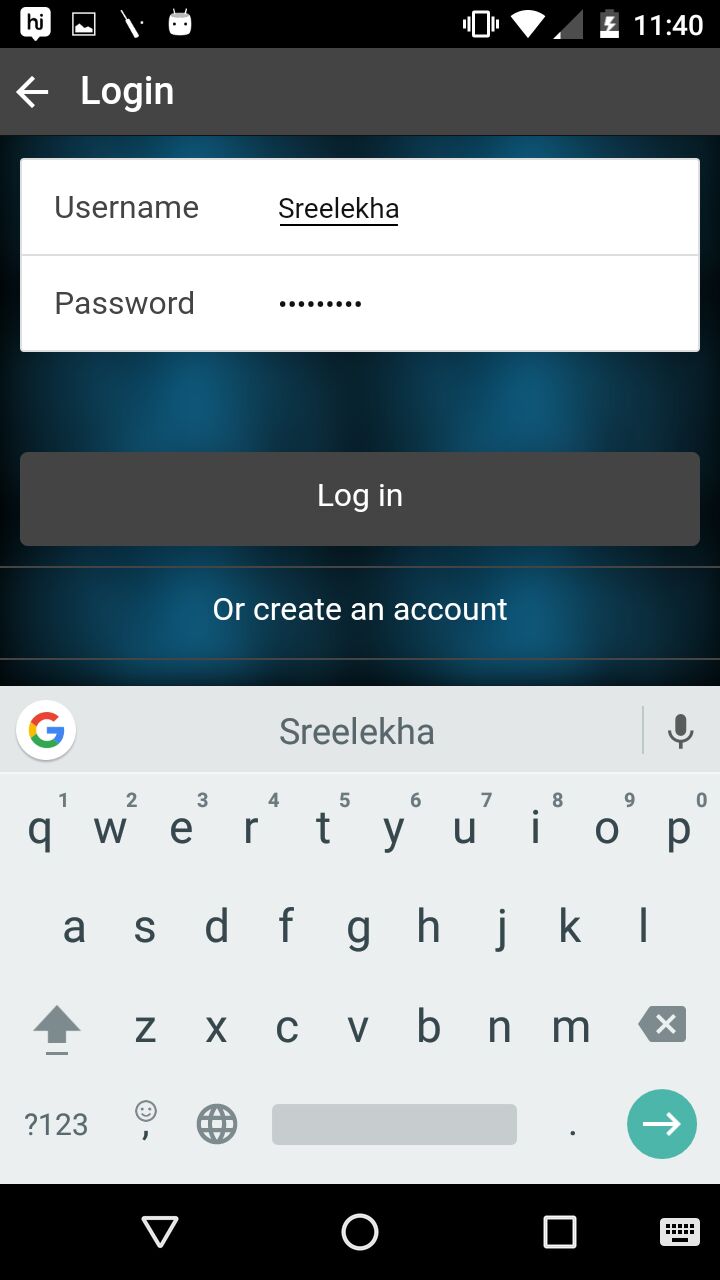 hi 11:40
Login
Username Sreelekha
Password •••••••••
Log in
Or create an account
G Sreelekha
1 2 3 4 5 6 7 8 9 0
q w e r t y u i o p
a s d f g h j k l
z x c v b n m
?123 , .